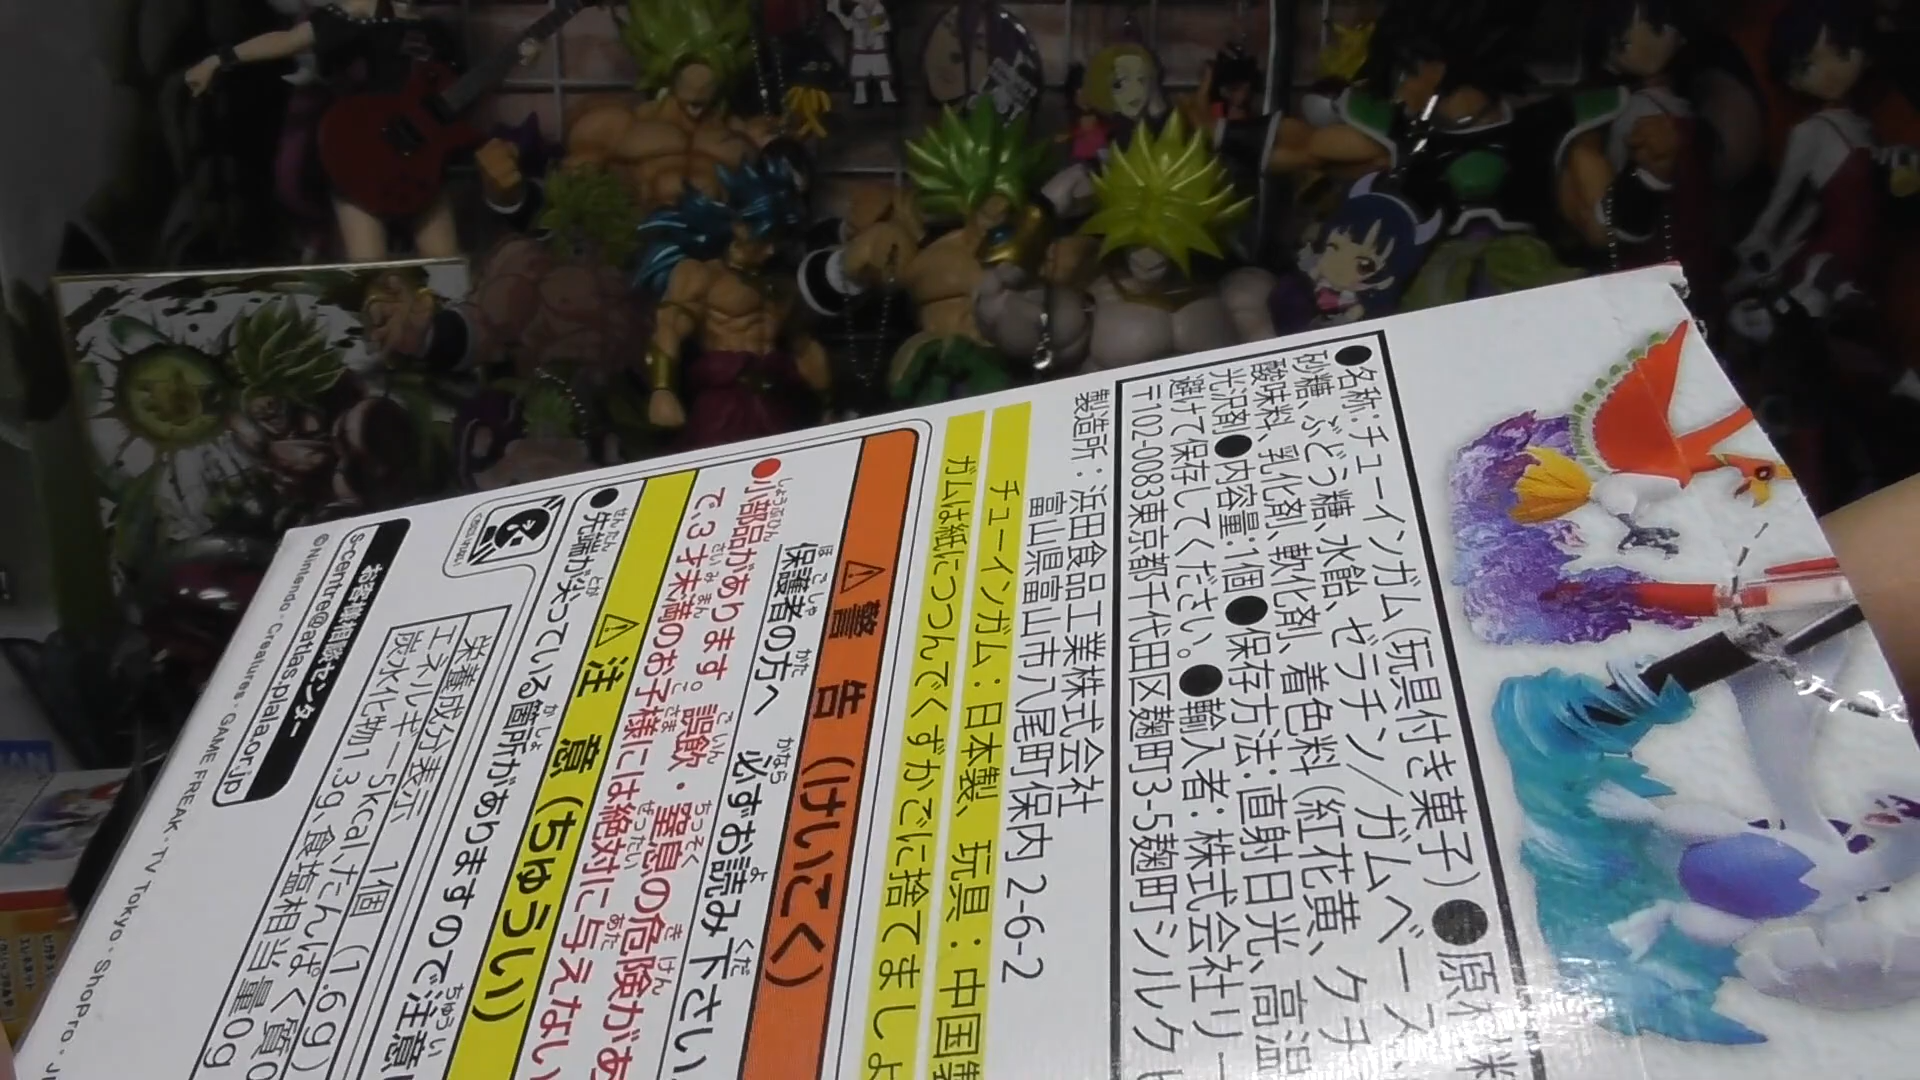 ●名称:チューインガム(玩具付き菓子)●原材料
砂糖、ぶどう糖、水飴、ゼラチン/ガムベース、
酸味料、乳化剤、軟化剤、着色料(紅花黄、クチ
光沢剤●内容量:1個●保存方法:直射日光、高温
避けて保存してください。●輸入者:株式会社リー
〒102-0083東京都千代田区麹町3-5麹町シルクビ
製造所:浜田食品工業株式会社
富山県富山市八尾町保内2-6-2
チューインガム:日本製、玩具:中国製
ガムは紙につつんでくずかごに捨てましょ
⚠警告(けいこく)
保護者の方へ 必ずお読み下さい。
●小部品があります。誤飲・窒息の危険があ
で、3才未満のお子様には絶対に与えない
⚠注意(ちゅうい)
●先端が尖っている箇所がありますので注意
栄養成分表示 1個(1.6g)
エネルギー5kcal、たんぱく質0
炭水化物1.3g、食塩相当量0g
お客様相談センター
s-centre@atlas.plala.or.jp
©Nintendo・Creatures・GAME FREAK・TV Tokyo・ShoPro・J